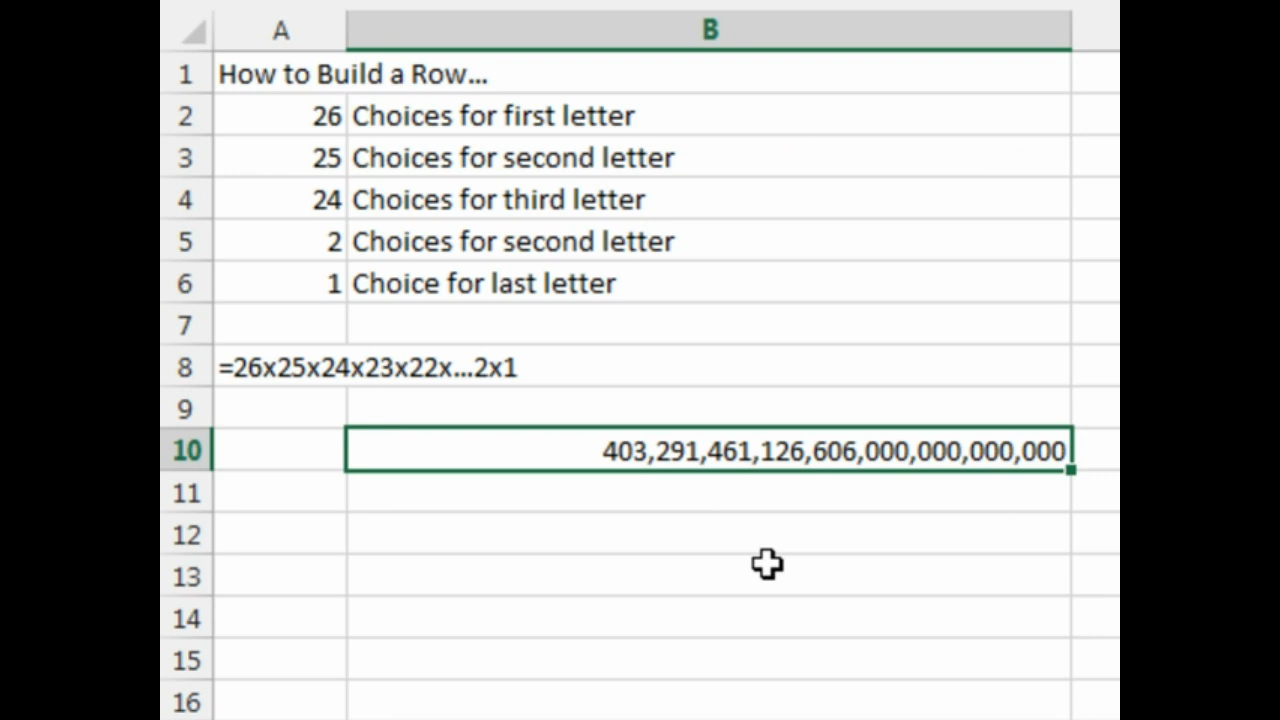 A B
1 How to Build a Row...
2 26 Choices for first letter
3 25 Choices for second letter
4 24 Choices for third letter
5 2 Choices for second letter
6 1 Choice for last letter
7
8 =26x25x24x23x22x...2x1
9
10 403,291,461,126,606,000,000,000,000
11
12
13
14
15
16